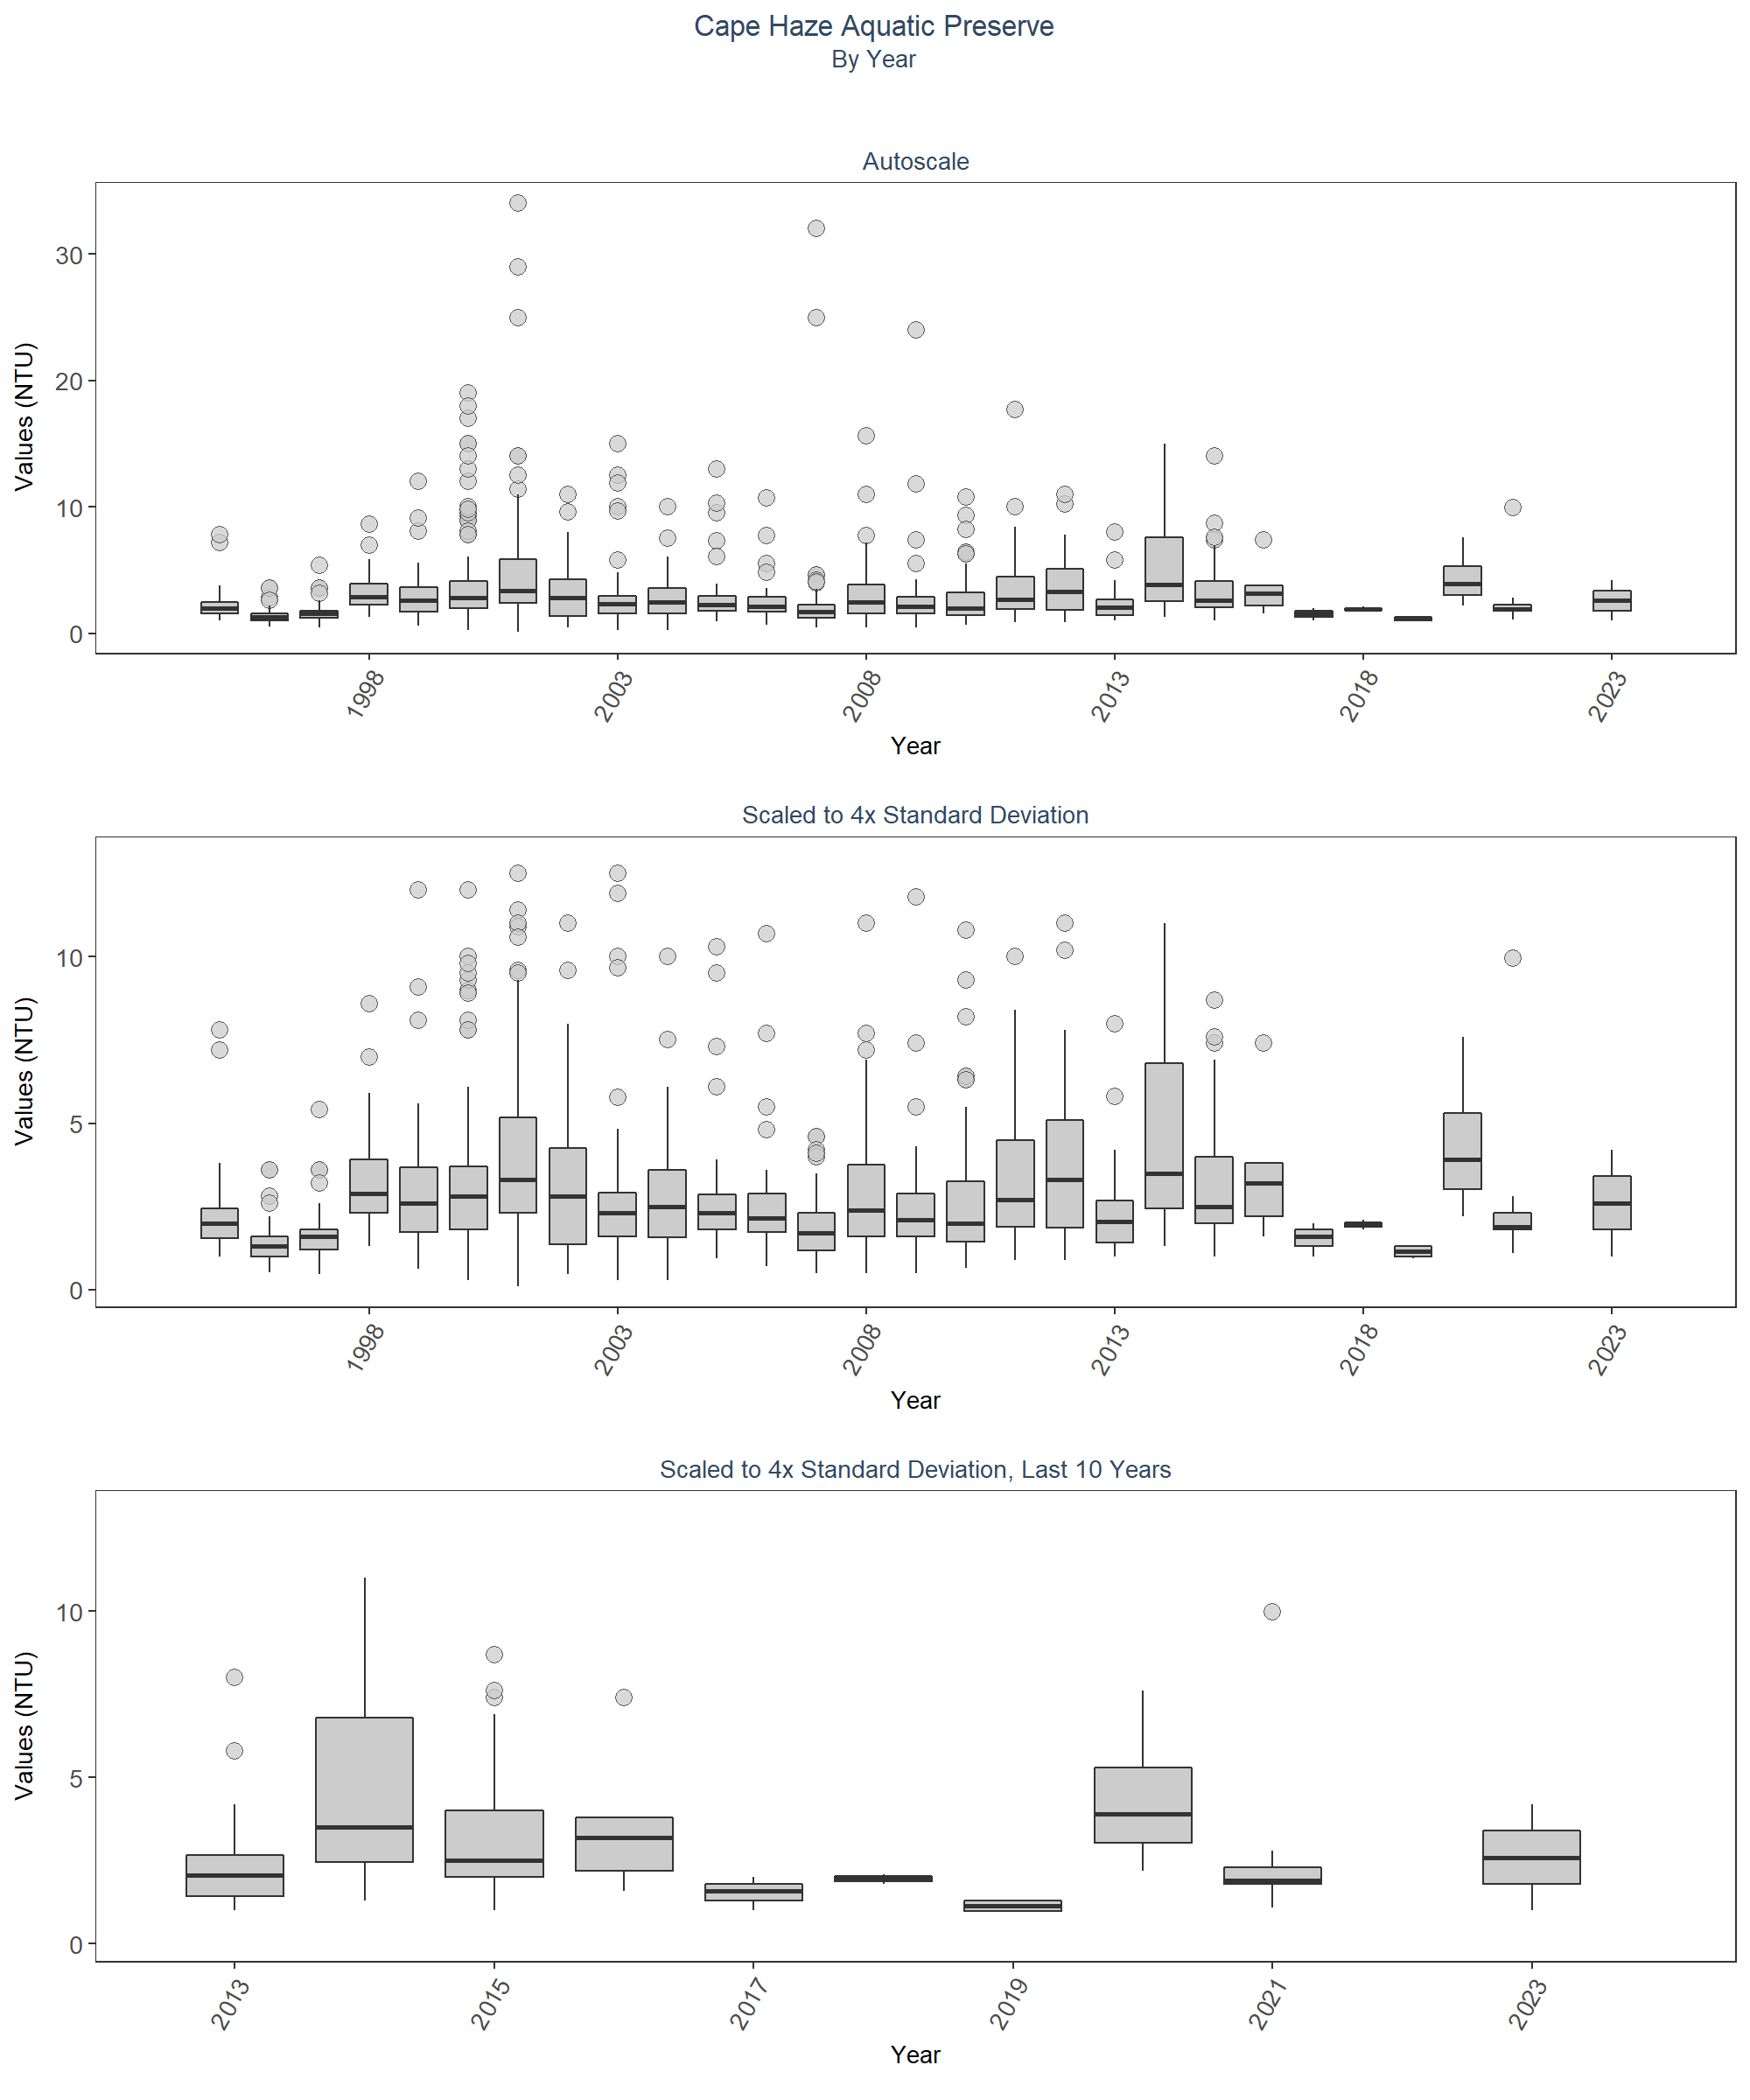 Cape Haze Aquatic Preserve
By Year
Autoscale
Values (NTU)
30
20
10
0
1998
2003
2008
2013
2018
2023
Year
Scaled to 4x Standard Deviation
Values (NTU)
10
5
0
1998
2003
2008
2013
2018
2023
Year
Scaled to 4x Standard Deviation, Last 10 Years
Values (NTU)
10
5
0
2013
2015
2017
2019
2021
2023
Year